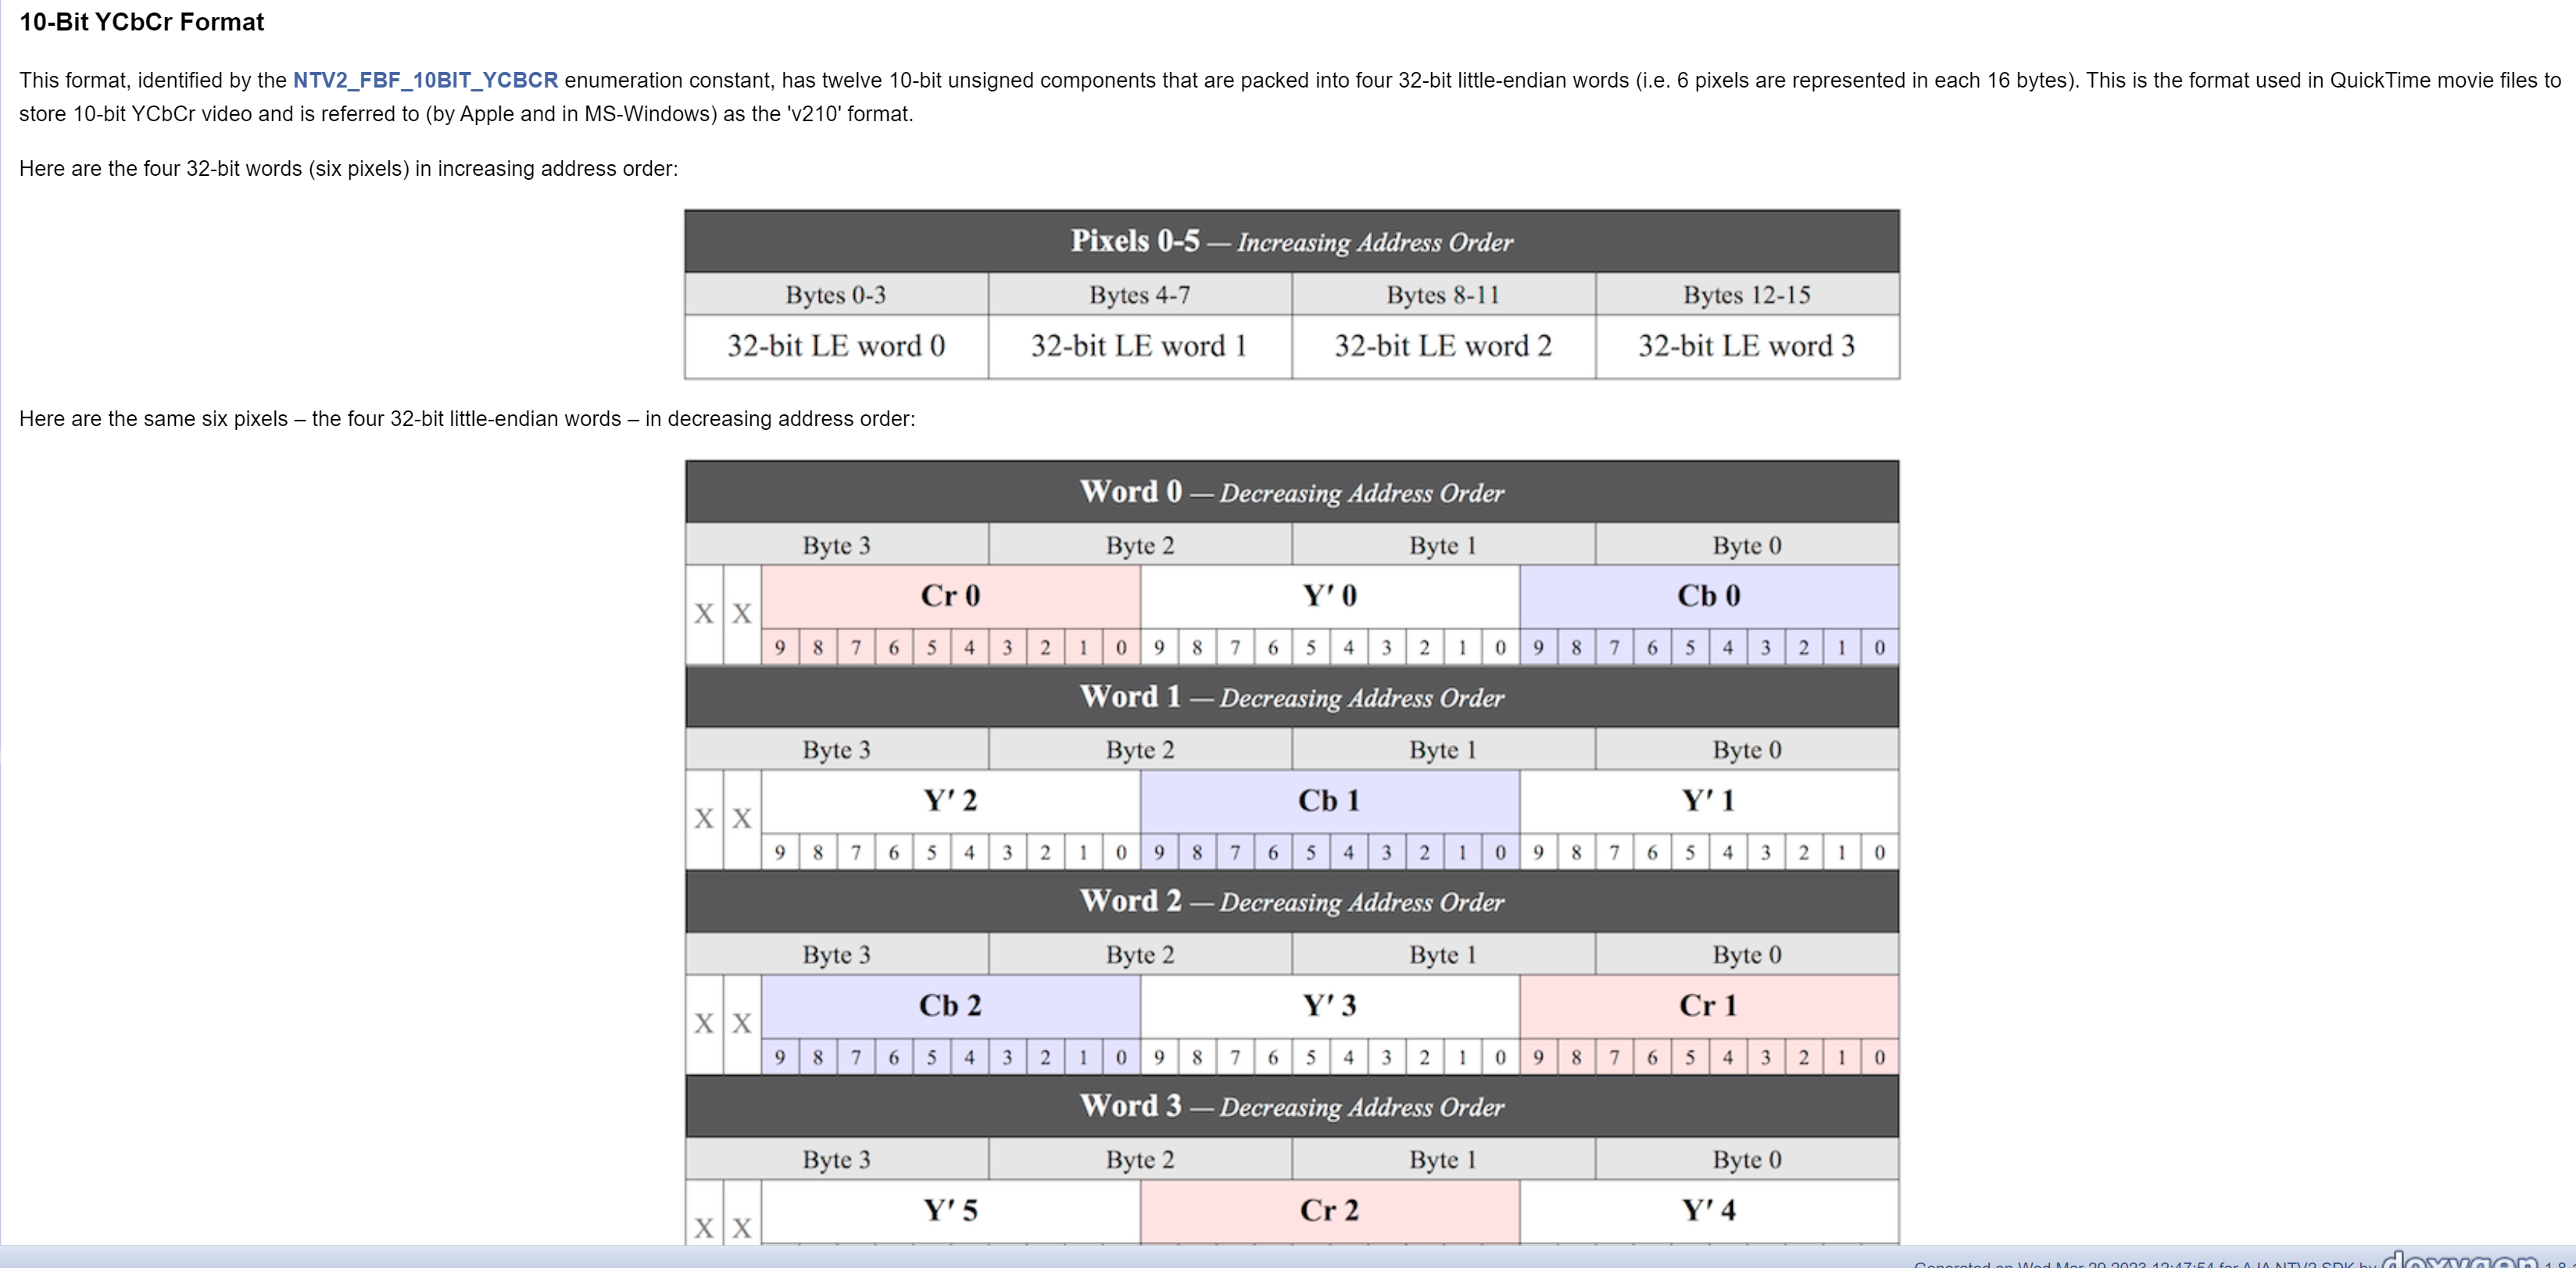 10-Bit YCbCr Format
This format, identified by the NTV2_FBF_10BIT_YCBCR enumeration constant, has twelve 10-bit unsigned components that are packed into four 32-bit little-endian words (i.e. 6 pixels are represented in each 16 bytes). This is the format used in QuickTime movie files to
store 10-bit YCbCr video and is referred to (by Apple and in MS-Windows) as the 'v210' format.
Here are the four 32-bit words (six pixels) in increasing address order:
Pixels 0-5 — Increasing Address Order
Bytes 0-3 Bytes 4-7 Bytes 8-11 Bytes 12-15
32-bit LE word 0 32-bit LE word 1 32-bit LE word 2 32-bit LE word 3
Here are the same six pixels – the four 32-bit little-endian words – in decreasing address order:
Word 0 — Decreasing Address Order
Byte 3 Byte 2 Byte 1 Byte 0
X X Cr 0 Y′ 0 Cb 0
9 8 7 6 5 4 3 2 1 0 9 8 7 6 5 4 3 2 1 0 9 8 7 6 5 4 3 2 1 0
Word 1 — Decreasing Address Order
Byte 3 Byte 2 Byte 1 Byte 0
X X Y′ 2 Cb 1 Y′ 1
9 8 7 6 5 4 3 2 1 0 9 8 7 6 5 4 3 2 1 0 9 8 7 6 5 4 3 2 1 0
Word 2 — Decreasing Address Order
Byte 3 Byte 2 Byte 1 Byte 0
X X Cb 2 Y′ 3 Cr 1
9 8 7 6 5 4 3 2 1 0 9 8 7 6 5 4 3 2 1 0 9 8 7 6 5 4 3 2 1 0
Word 3 — Decreasing Address Order
Byte 3 Byte 2 Byte 1 Byte 0
X X Y′ 5 Cr 2 Y′ 4
Generated on Wed Mar 29 2023 12:47:54 for AJA NTV2 SDK by doxygen